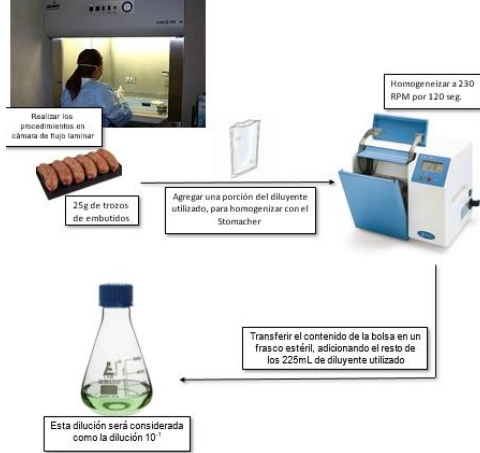 Realizar los
procedimientos en
cámara de flujo laminar
25g de trozos
de embutidos
Agregar una porción del diluyente
utilizado, para homogenizar con el
Stomacher
Homogeneizar a 230
RPM por 120 seg.
Transferir el contenido de la bolsa en un
frasco estéril, adicionando el resto de
los 225mL de diluyente utilizado
Esta dilución será considerada
como la dilución 10⁻¹